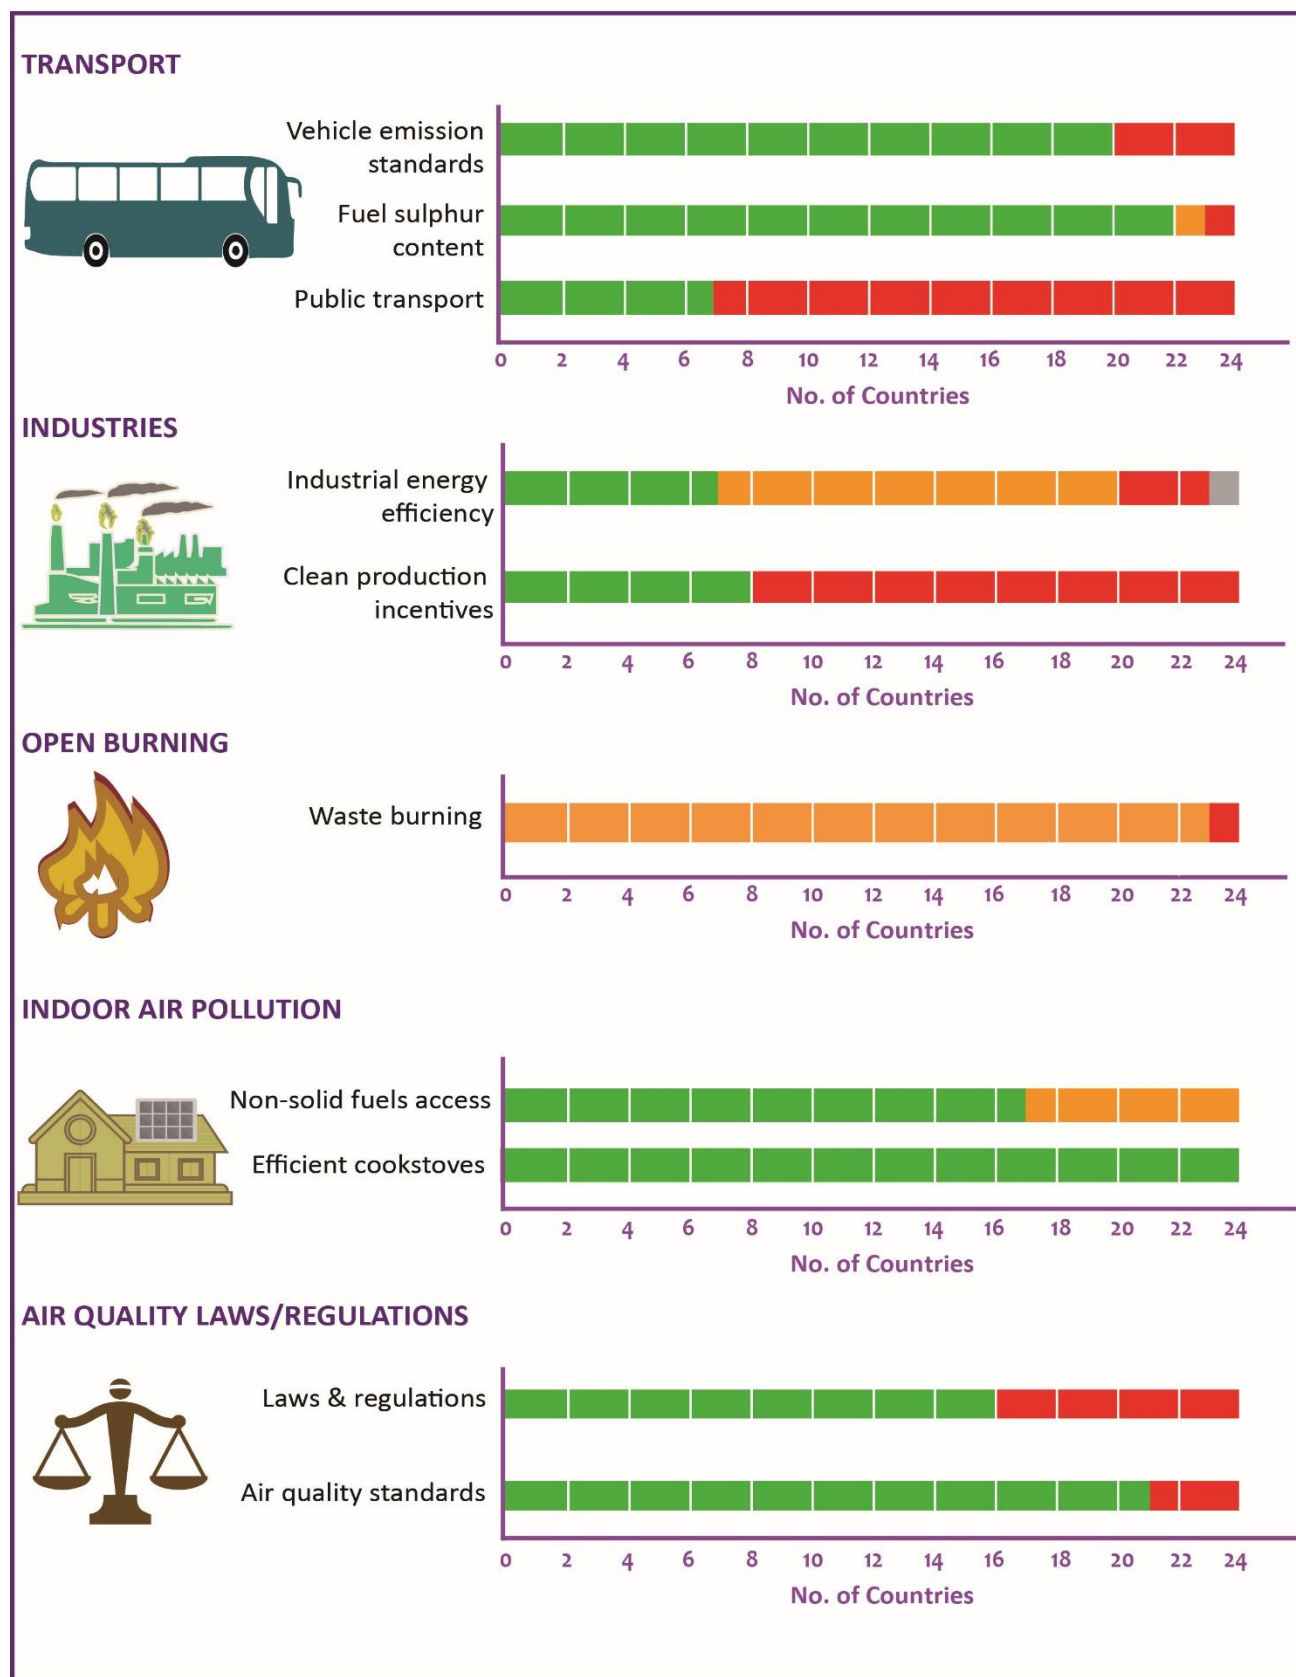 TRANSPORT
Vehicle emission
standards
Fuel sulphur
content
Public transport
0 2 4 6 8 10 12 14 16 18 20 22 24
No. of Countries
INDUSTRIES
Industrial energy
efficiency
Clean production
incentives
0 2 4 6 8 10 12 14 16 18 20 22 24
No. of Countries
OPEN BURNING
Waste burning
0 2 4 6 8 10 12 14 16 18 20 22 24
No. of Countries
INDOOR AIR POLLUTION
Non-solid fuels access
Efficient cookstoves
0 2 4 6 8 10 12 14 16 18 20 22 24
No. of Countries
AIR QUALITY LAWS/REGULATIONS
Laws & regulations
Air quality standards
0 2 4 6 8 10 12 14 16 18 20 22 24
No. of Countries